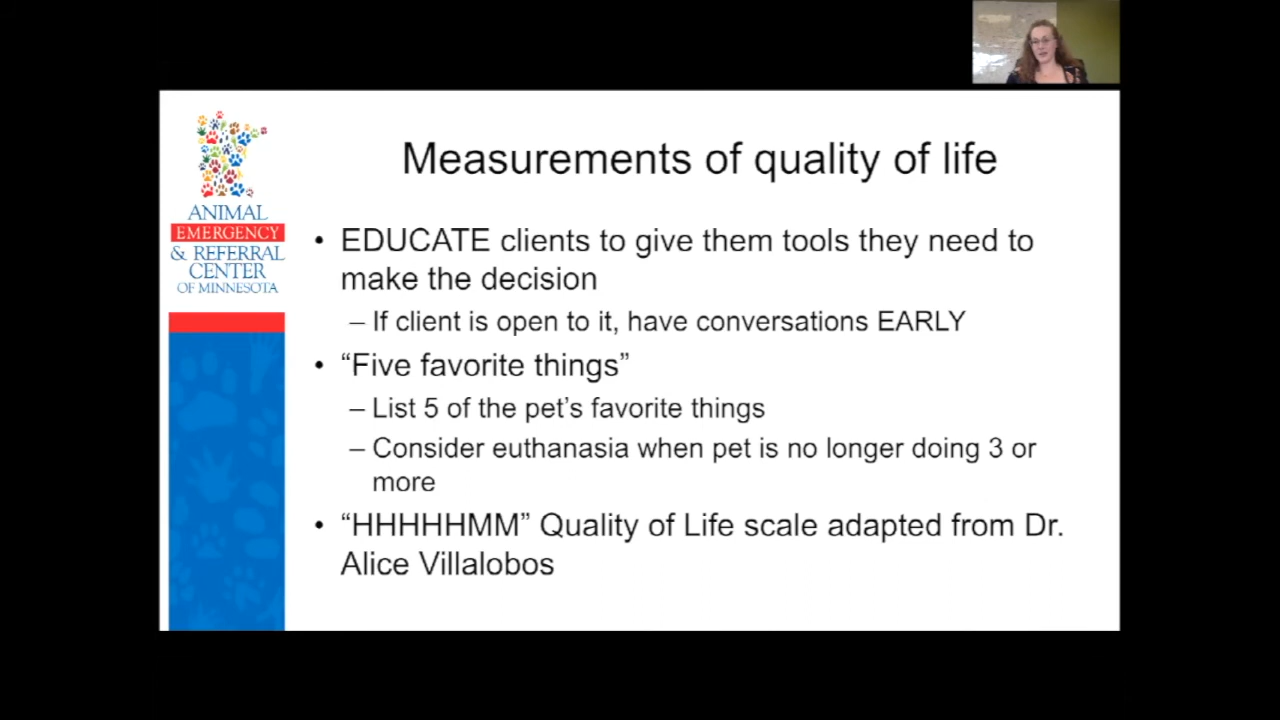 Measurements of quality of life
ANIMAL
EMERGENCY
& REFERRAL
CENTER
OF MINNESOTA
• EDUCATE clients to give them tools they need to
make the decision
– If client is open to it, have conversations EARLY
• “Five favorite things”
– List 5 of the pet’s favorite things
– Consider euthanasia when pet is no longer doing 3 or
more
• “HHHHHMM” Quality of Life scale adapted from Dr.
Alice Villalobos